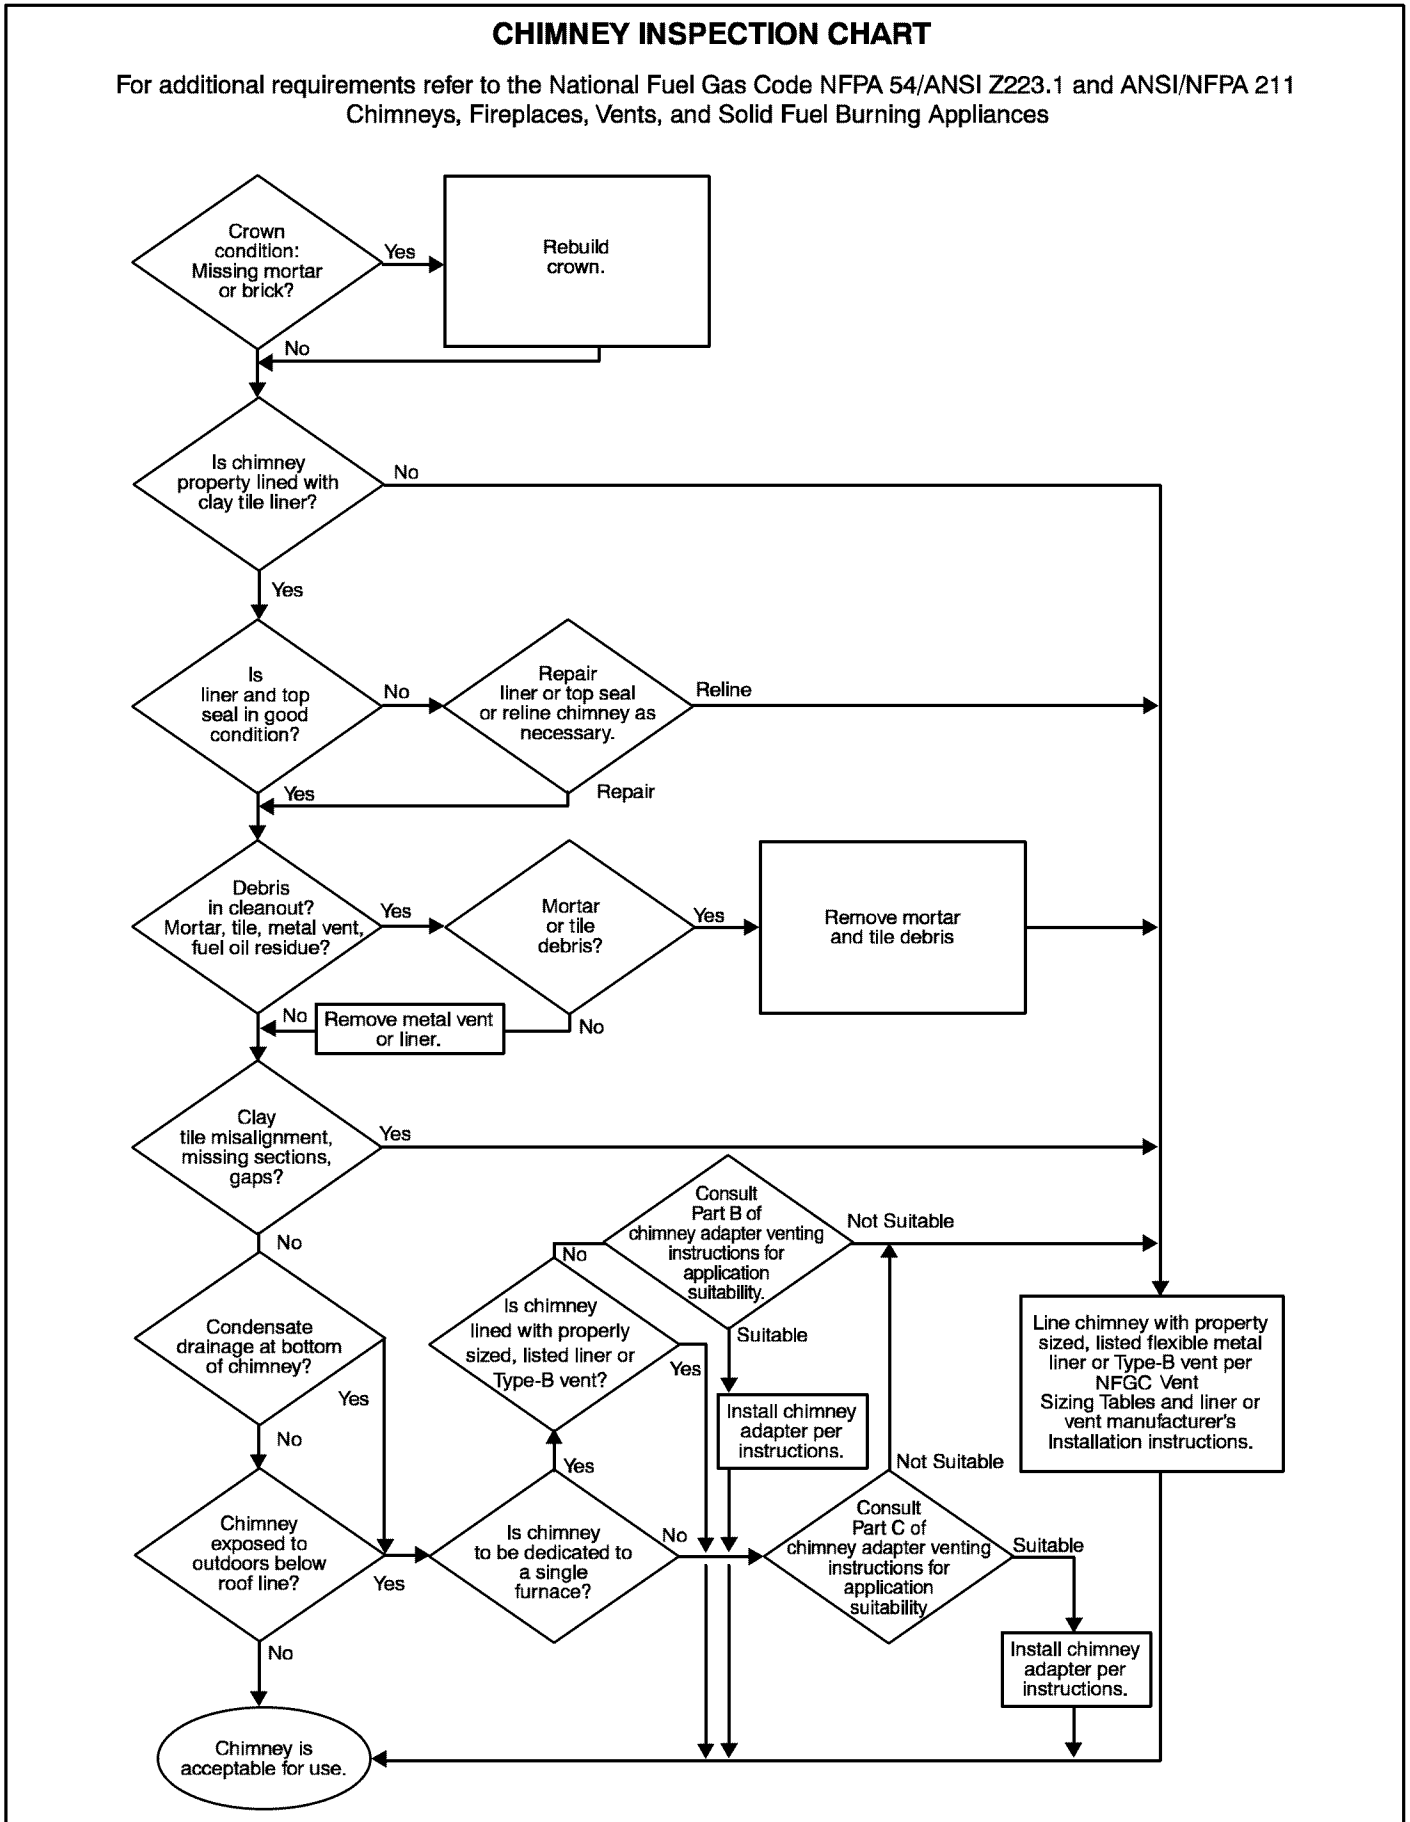 CHIMNEY INSPECTION CHART
For additional requirements refer to the National Fuel Gas Code NFPA 54/ANSI Z223.1 and ANSI/NFPA 211
Chimneys, Fireplaces, Vents, and Solid Fuel Burning Appliances
Crown
condition:
Missing mortar
or brick?
Yes
Rebuild
crown.
No
Is chimney
property lined with
clay tile liner?
No
Yes
Is
liner and top
seal in good
condition?
No
Repair
liner or top seal
or reline chimney as
necessary.
Reline
Repair
Yes
Debris
in cleanout?
Mortar, tile, metal vent,
fuel oil residue?
Yes
Mortar
or tile
debris?
Yes
Remove mortar
and tile debris
No
Remove metal vent
or liner.
No
Clay
tile misalignment,
missing sections,
gaps?
Yes
No
Condensate
drainage at bottom
of chimney?
Yes
No
Chimney
exposed to
outdoors below
roof line?
Yes
No
Is chimney
to be dedicated to
a single
furnace?
Yes
No
Is chimney
lined with properly
sized, listed liner or
Type-B vent?
No
Yes
Consult
Part B of
chimney adapter venting
instructions for
application
suitability.
Not Suitable
Suitable
Install chimney
adapter per
instructions.
Consult
Part C of
chimney adapter venting
instructions for
application
suitability
Not Suitable
Suitable
Install chimney
adapter per
instructions.
Line chimney with property
sized, listed flexible metal
liner or Type-B vent per
NFGC Vent
Sizing Tables and liner or
vent manufacturer's
Installation instructions.
Chimney is
acceptable for use.